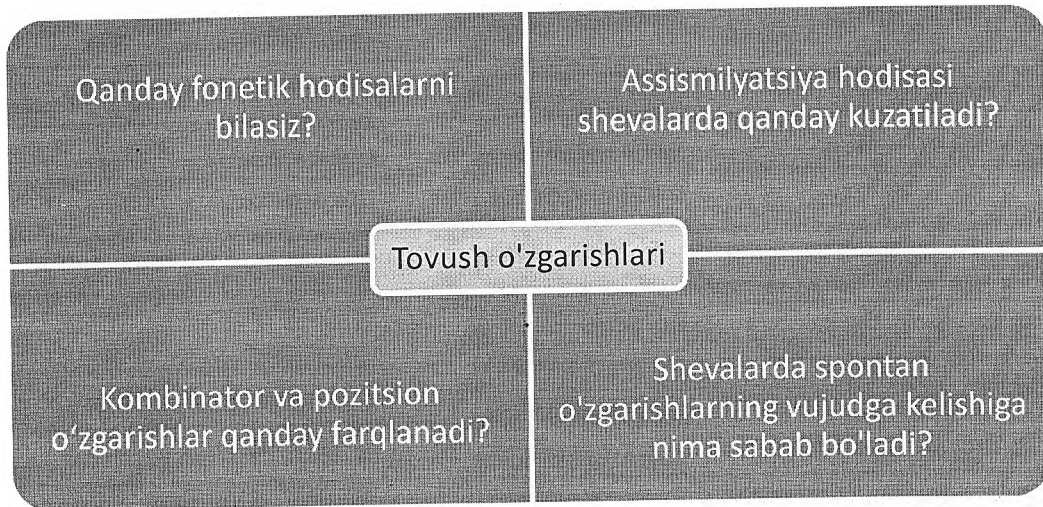 Qanday fonetik hodisalarni
bilasiz?
Assismilyatsiya hodisasi
shevalarda qanday kuzatiladi?
Tovush o'zgarishlari
Kombinator va pozitsion
o‘zgarishlar qanday farqlanadi?
Shevalarda spontan
o'zgarishlarning vujudga kelishiga
nima sabab bo'ladi?